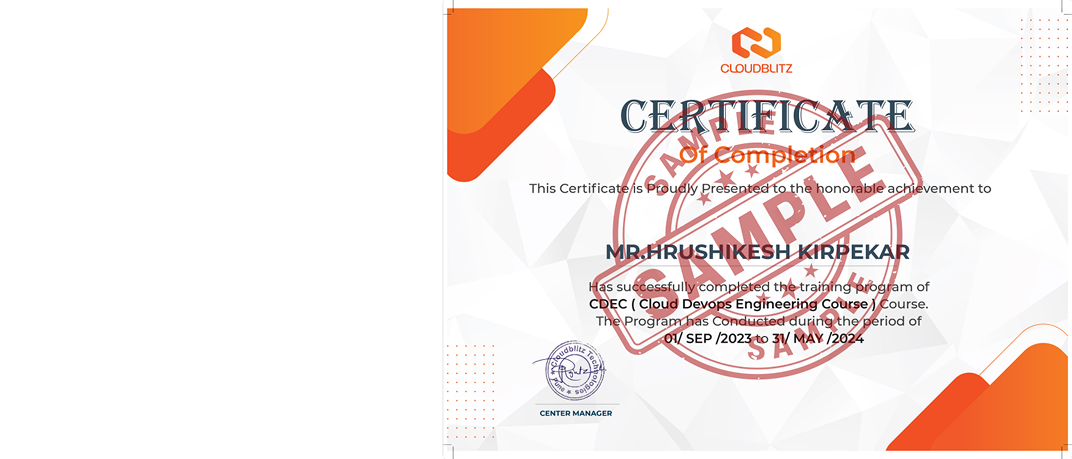 CLOUDBLITZ
CERTIFICATE
Of Completion
This Certificate is Proudly Presented to the honorable achievement to
MR.HRUSHIKESH KIRPEKAR
Has successfully completed the training program of
CDEC ( Cloud Devops Engineering Course ) Course.
The Program has Conducted during the period of
01/ SEP /2023 to 31/ MAY /2024
SAMPLE
SAMPLE
SAMPLE
Cloudblitz Technologies
Pune
CENTER MANAGER